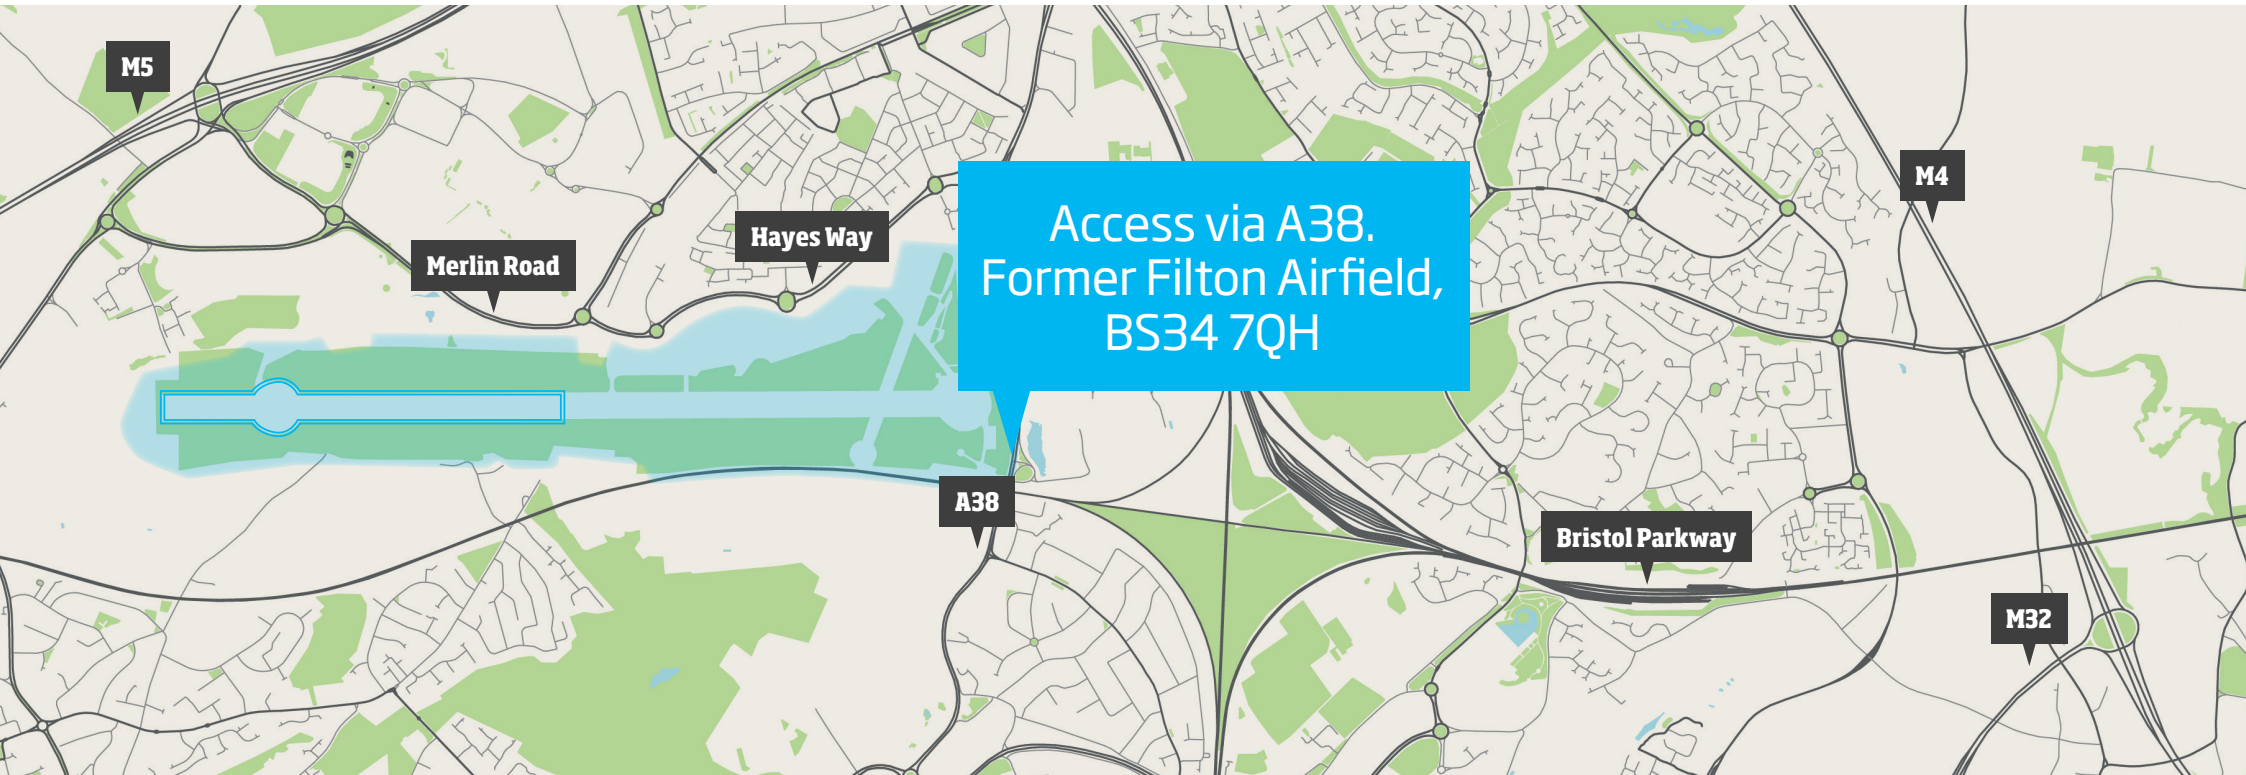 M5
M4
Hayes Way
Merlin Road
Access via A38.
Former Filton Airfield,
BS34 7QH
A38
Bristol Parkway
M32